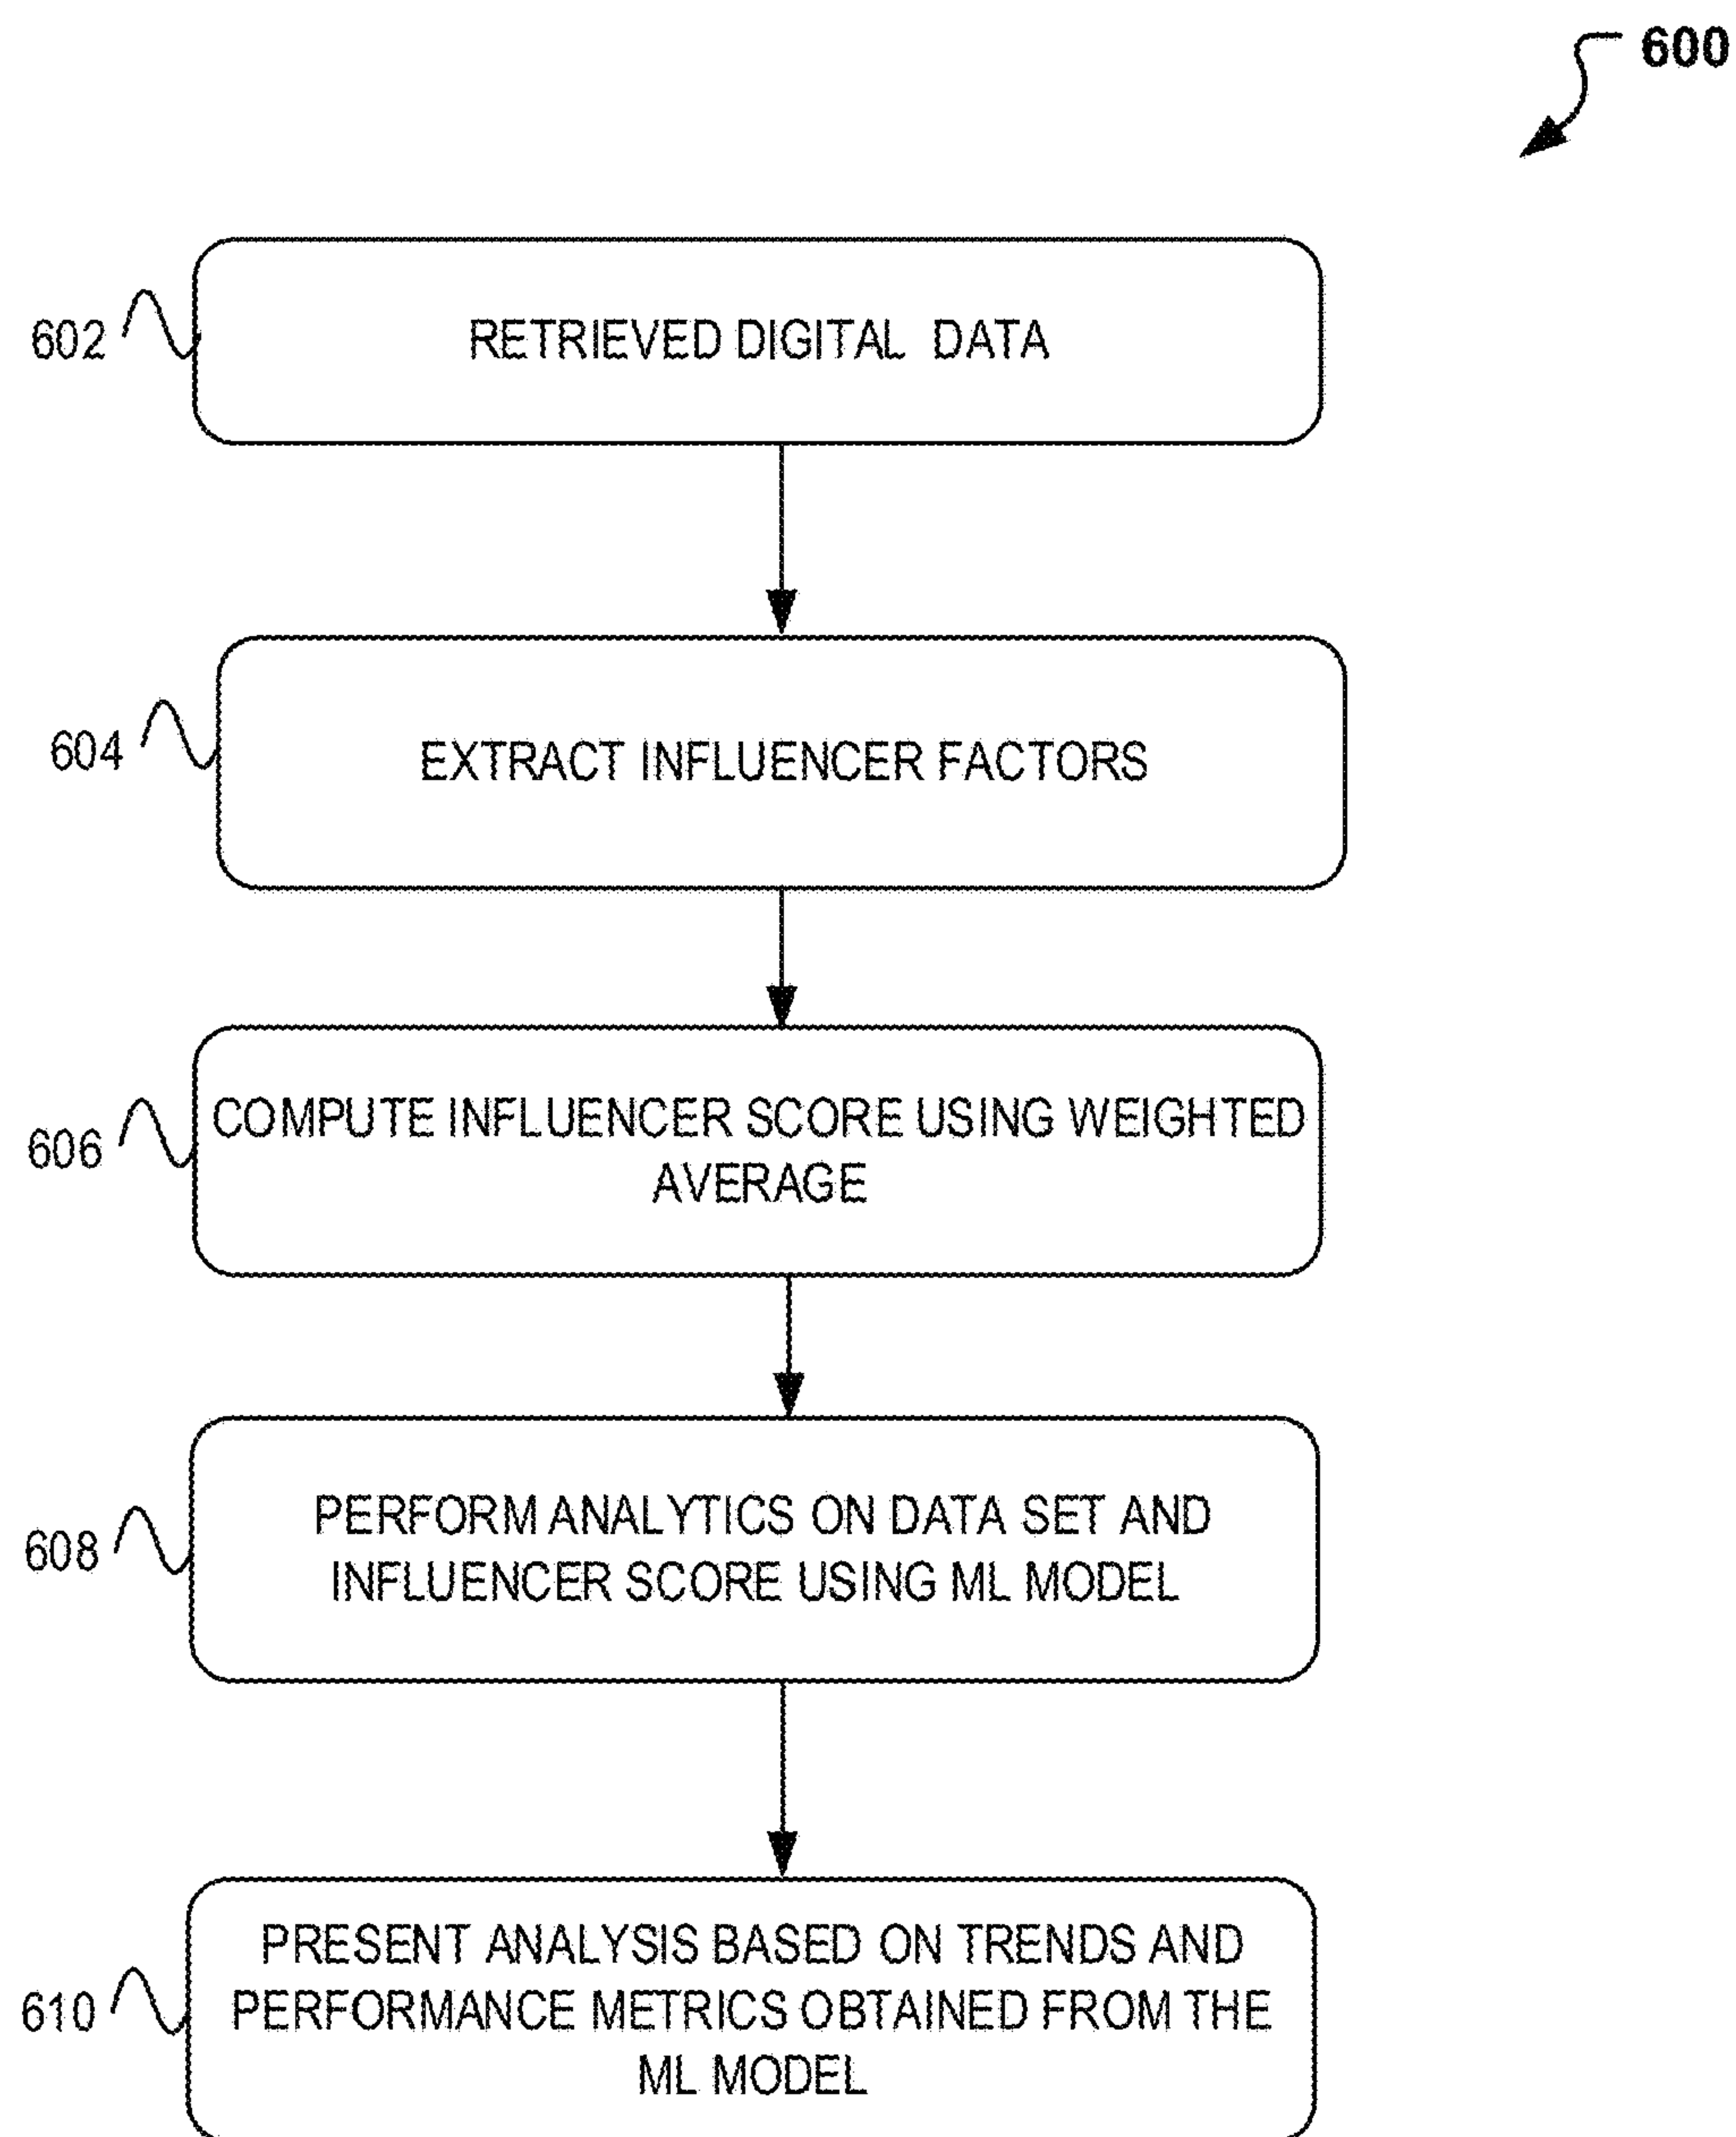 600
602
RETRIEVED DIGITAL DATA
604
EXTRACT INFLUENCER FACTORS
606
COMPUTE INFLUENCER SCORE USING WEIGHTED
AVERAGE
608
PERFORM ANALYTICS ON DATA SET AND
INFLUENCER SCORE USING ML MODEL
610
PRESENT ANALYSIS BASED ON TRENDS AND
PERFORMANCE METRICS OBTAINED FROM THE
ML MODEL